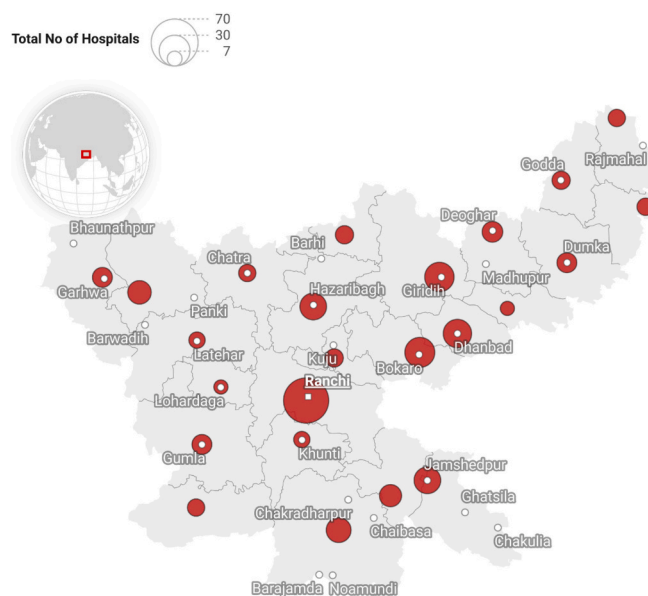 70
Total No of Hospitals
30
7
Rajmahal
Godda
Deoghar
Bhaunathpur
Barhi
Dumka
Chatra
Madhupur
Hazaribagh
Giridih
Garhwa
Panki
Barwadih
Dhanbad
Latehar
Kuju
Bokaro
Ranchi
Lohardaga
Khunti
Gumla
Jamshedpur
Ghatsila
Chakradharpur
Chaibasa
Chakulia
Barajamda
Noamundi